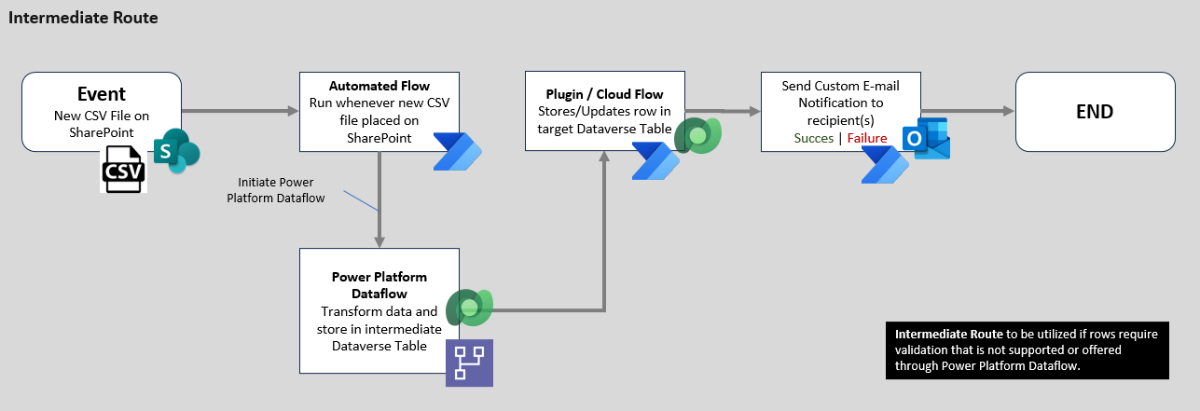 Intermediate Route
Event
New CSV File on
SharePoint
CSV
S
Automated Flow
Run whenever new CSV
file placed on
SharePoint
Initiate Power
Platform Dataflow
Power Platform
Dataflow
Transform data and
store in intermediate
Dataverse Table
Plugin / Cloud Flow
Stores/Updates row in
target Dataverse Table
Send Custom E-mail
Notification to
recipient(s)
Succes | Failure
O
END
Intermediate Route to be utilized if rows require
validation that is not supported or offered
through Power Platform Dataflow.